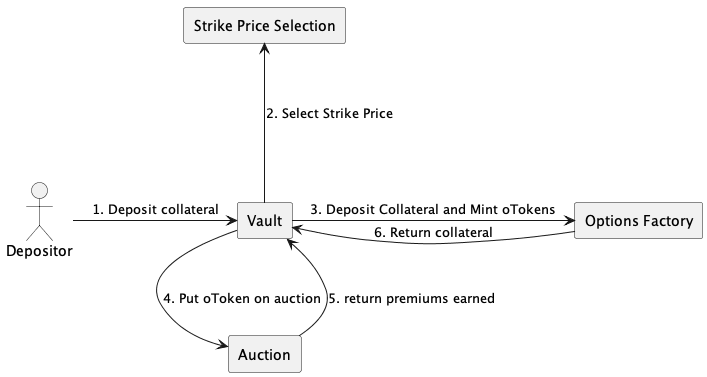 Strike Price Selection
2. Select Strike Price
1. Deposit collateral
3. Deposit Collateral and Mint oTokens
Depositor
Vault
Options Factory
6. Return collateral
4. Put oToken on auction
5. return premiums earned
Auction